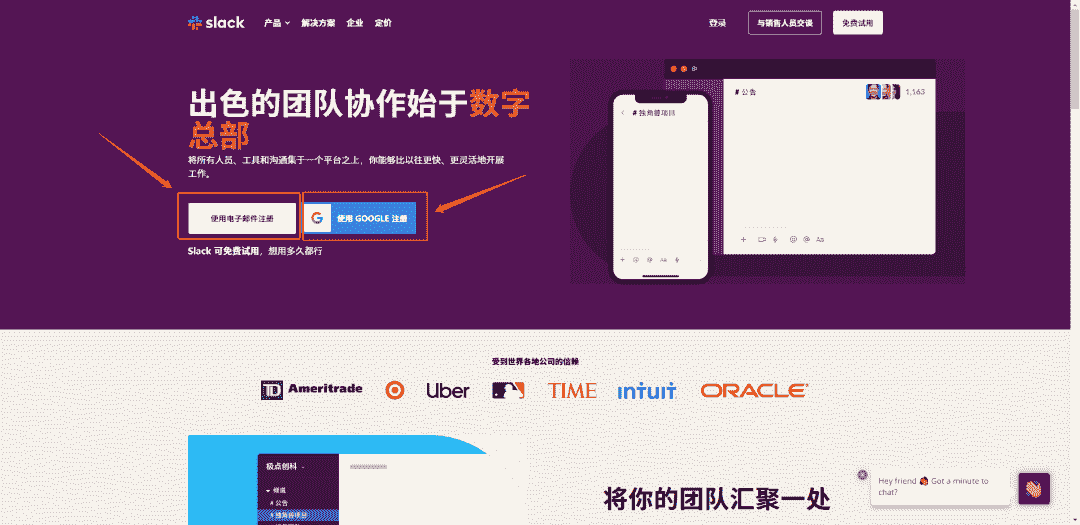 slack
产品 解决方案 企业 定价
登录
与销售人员交谈
免费试用
出色的团队协作始于数字
总部
将所有人员、工具和沟通集于一个平台之上，你能够比以往更快、更灵活地开展
工作。
使用电子邮件注册
使用 GOOGLE 注册
Slack 可免费试用，想用多久都行
# 公告
1,163
# 独角兽项目
Aa
Aa
受到世界各地公司的信赖
TD Ameritrade
Uber
TIME
intuit
ORACLE
极点创科
频道
# 公告
# 独角兽项目
将你的团队汇聚一处
Hey friend Got a minute to
chat?